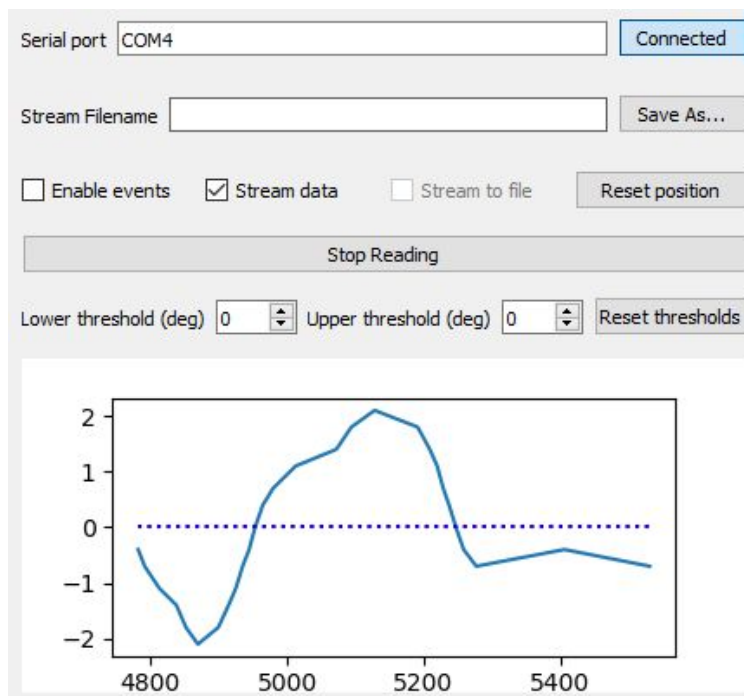 Serial port COM4 Connected
Stream Filename Save As...
Enable events Stream data Stream to file Reset position
Stop Reading
Lower threshold (deg) 0 Upper threshold (deg) 0 Reset thresholds
2
1
0
−1
−2
4800 5000 5200 5400